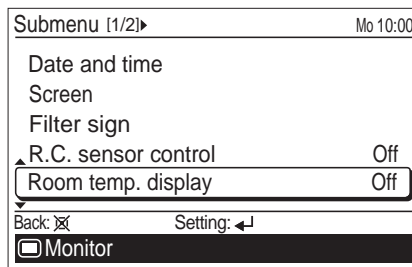 Submenu [1/2] Mo 10:00
Date and time
Screen
Filter sign
R.C. sensor control Off
Room temp. display Off
Back: Setting:
Monitor